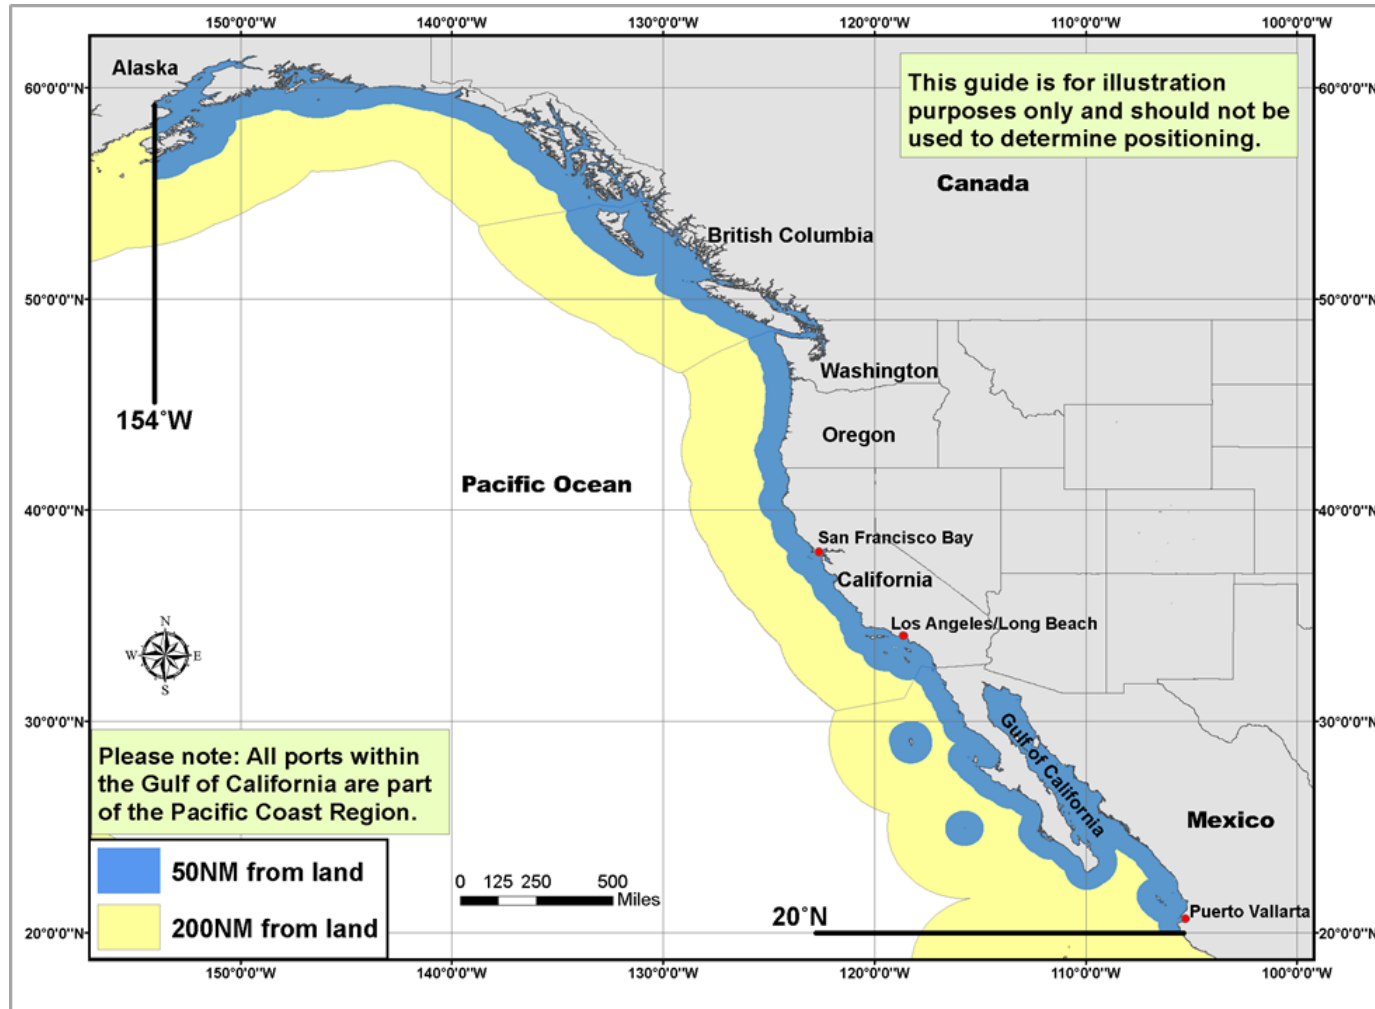 150°0'0"W
140°0'0"W
130°0'0"W
120°0'0"W
110°0'0"W
100°0'0"W
Alaska
60°0'0"N
60°0'0"N
This guide is for illustration
purposes only and should not be
used to determine positioning.
Canada
British Columbia
50°0'0"N
50°0'0"N
Washington
154°W
Oregon
Pacific Ocean
40°0'0"N
40°0'0"N
San Francisco Bay
California
Los Angeles/Long Beach
N
W
E
S
30°0'0"N
30°0'0"N
Gulf of California
Please note: All ports within
the Gulf of California are part
of the Pacific Coast Region.
Mexico
50NM from land
0 125 250 500
Miles
200NM from land
20°N
Puerto Vallarta
20°0'0"N
20°0'0"N
150°0'0"W
140°0'0"W
130°0'0"W
120°0'0"W
110°0'0"W
100°0'0"W